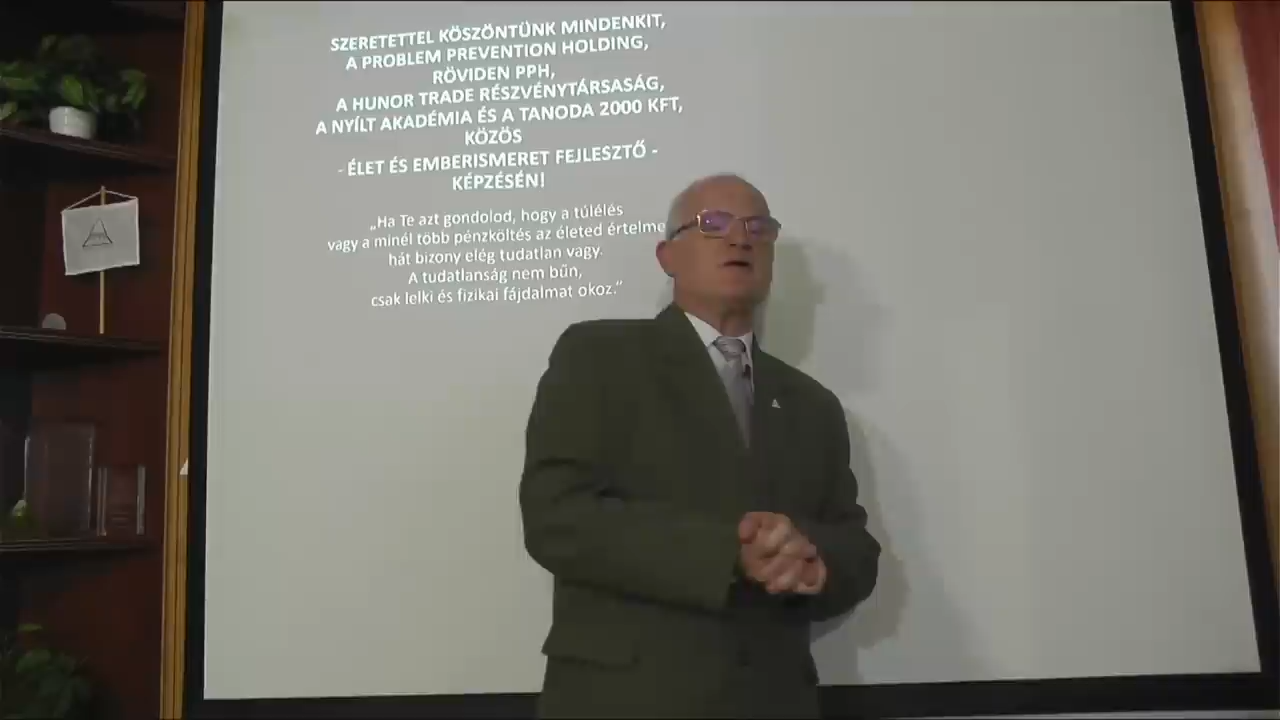 SZERETETTEL KÖSZÖNTÜNK MINDENKIT,
A PROBLEM PREVENTION HOLDING,
RÖVIDEN PPH,
A HUNOR TRADE RÉSZVÉNYTÁRSASÁG,
A NYÍLT AKADÉMIA ÉS A TANODA 2000 KFT,
KÖZÖS
- ÉLET ÉS EMBERISMERET FEJLESZTŐ -
KÉPZÉSÉN!
„Ha Te azt gondolod, hogy a túlélés
vagy a minél több pénzköltés az életed értelme
hát bizony elég tudatlan vagy.
A tudatlanság nem bűn,
csak lelki és fizikai fájdalmat okoz.”